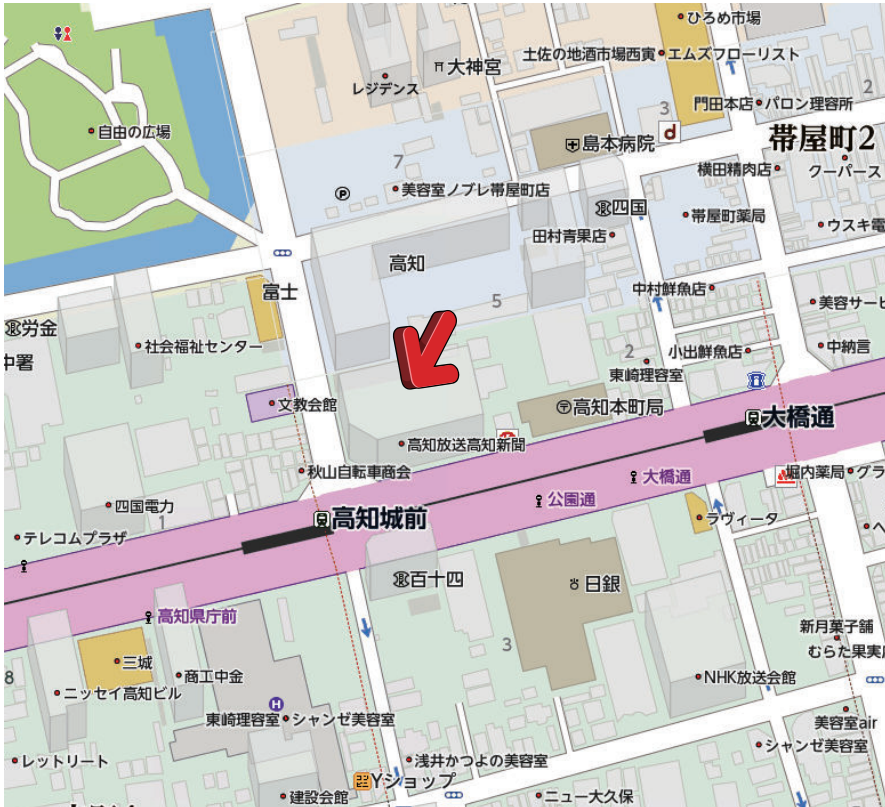 ひろめ市場
大神宮
土佐の地酒市場西寅
エムズフローリスト
レジデンス
2
門田本店
バロン理容所
3
d
自由の広場
島本病院
帯屋町2
7
横田精肉店
クーパース
P
美容室ノブレ帯屋町店
四国
帯屋町薬局
田村青果店
ウスキ電
高知
富士
中村鮮魚店
5
美容サービ
労金
社会福祉センター
2
小出鮮魚店
中納言
中署
東崎理容室
文教会館
高知本町局
大橋通
高知放送高知新聞
秋山自転車商会
大橋通
堀内薬局
グラ
公園通
四国電力
1
高知城前
ラヴィータ
テレコムプラザ
ヘ
百十四
日銀
高知県庁前
新月菓子舗
3
むらた果実店
三城
8
商工中金
NHK放送会館
ニッセイ高知ビル
H
東崎理容室
シャンゼ美容室
美容室air
シャンゼ美容室
レットリート
浅井かつよの美容室
Yショップ
建設会館
ニュー大久保